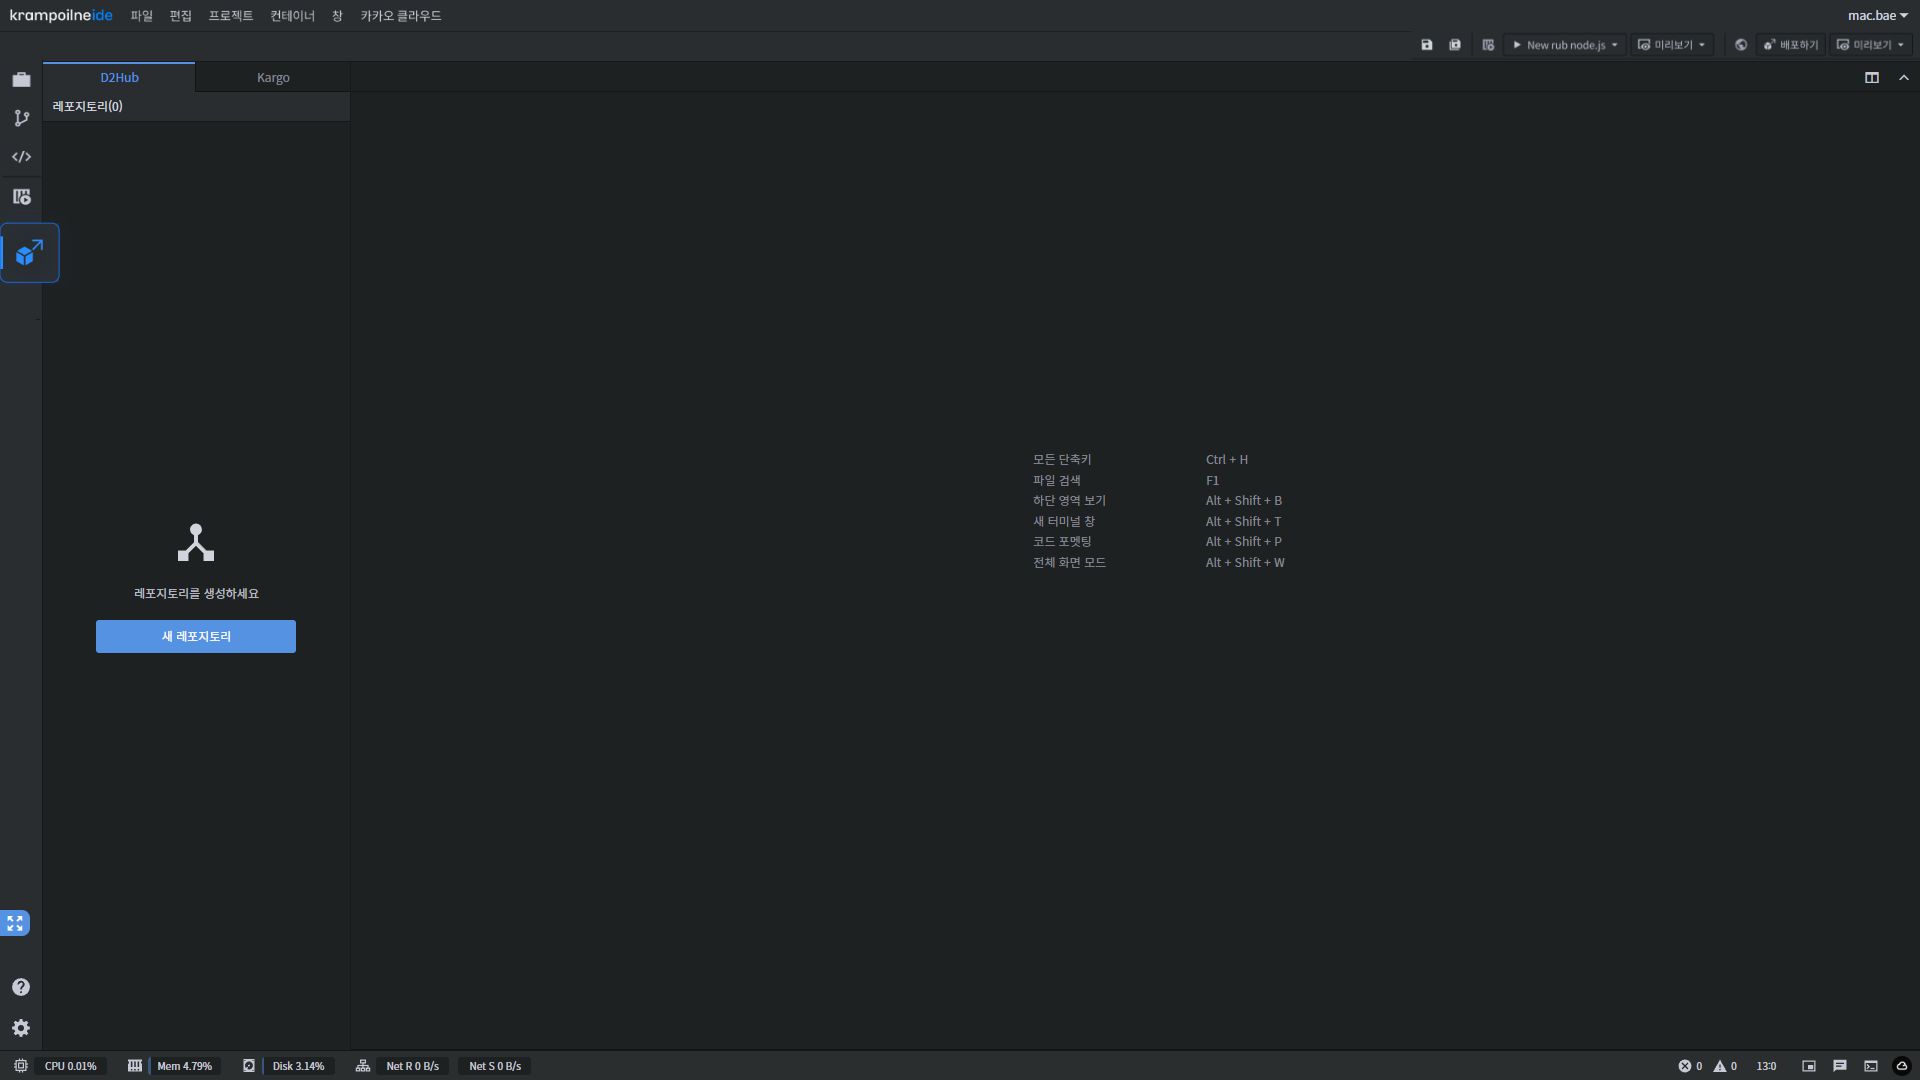 krampoilneide 파일 편집 프로젝트 컨테이너 창 카카오 클라우드 mac.bae
New rub node.js 미리보기 배포하기 미리보기
D2Hub Kargo
레포지토리(0)
모든 단축키 Ctrl + H
파일 검색 F1
하단 영역 보기 Alt + Shift + B
새 터미널 창 Alt + Shift + T
코드 포멧팅 Alt + Shift + P
전체 화면 모드 Alt + Shift + W
레포지토리를 생성하세요
새 레포지토리
CPU 0.01% Mem 4.79% Disk 3.14% Net R 0 B/s Net S 0 B/s 0 0 13:0